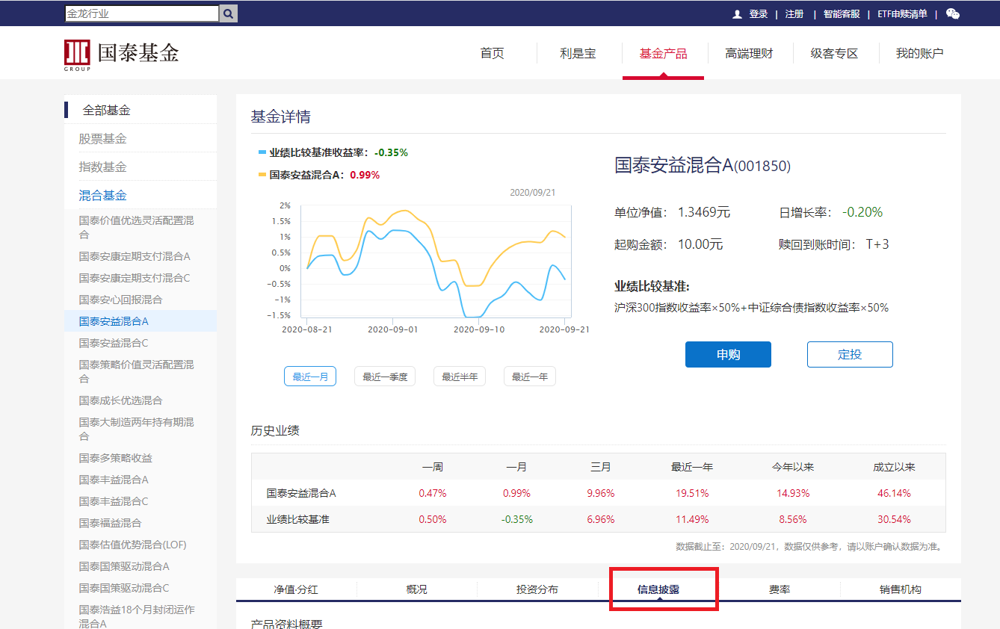 金龙行业
登录 | 注册 | 智能客服 | ETF申赎清单 |
GROUP
国泰基金
首页 利是宝 基金产品 高端理财 级客专区 我的账户
全部基金
股票基金
指数基金
混合基金
国泰价值优选灵活配置混
合
国泰安康定期支付混合A
国泰安康定期支付混合C
国泰安心回报混合
国泰安益混合A
国泰安益混合C
国泰策略价值灵活配置混
合
国泰成长优选混合
国泰大制造两年持有期混
合
国泰多策略收益
国泰丰益混合A
国泰丰益混合C
国泰福益混合
国泰估值优势混合(LOF)
国泰国策驱动混合A
国泰国策驱动混合C
国泰浩益18个月封闭运作
混合A
基金详情
业绩比较基准收益率：-0.35%
国泰安益混合A：0.99%
2020/09/21
2%
1.5%
1%
0.5%
0%
-0.5%
-1%
-1.5%
2020-08-21 2020-09-01 2020-09-10 2020-09-21
最近一月 最近一季度 最近半年 最近一年
国泰安益混合A(001850)
单位净值： 1.3469元 日增长率： -0.20%
起购金额： 10.00元 赎回到账时间： T+3
业绩比较基准:
沪深300指数收益率×50%+中证综合债指数收益率×50%
申购 定投
历史业绩
一周 一月 三月 最近一年 今年以来 成立以来
国泰安益混合A 0.47% 0.99% 9.96% 19.51% 14.93% 46.14%
业绩比较基准 0.50% -0.35% 6.96% 11.49% 8.56% 30.54%
数据截止至：2020/09/21，数据仅供参考，请以账户确认数据为准。
净值·分红 概况 投资分布 信息披露 费率 销售机构
产品资料概要